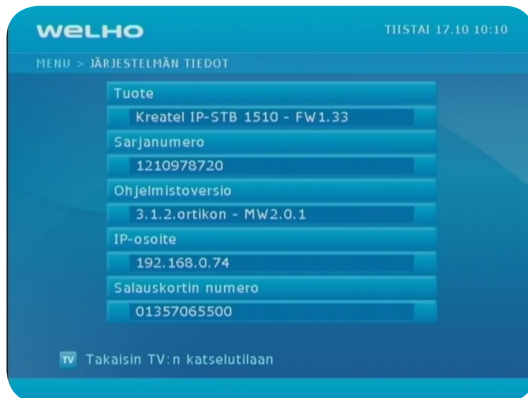 WELHO
TIISTAI 17.10 10:10
MENU > JÄRJESTELMÄN TIEDOT
Tuote
Kreatel IP-STB 1510 - FW1.33
Sarjanumero
1210978720
Ohjelmistoversio
3.1.2.ortikon - MW2.0.1
IP-osoite
192.168.0.74
Salauskortin numero
01357065500
TV Takaisin TV:n katselutilaan